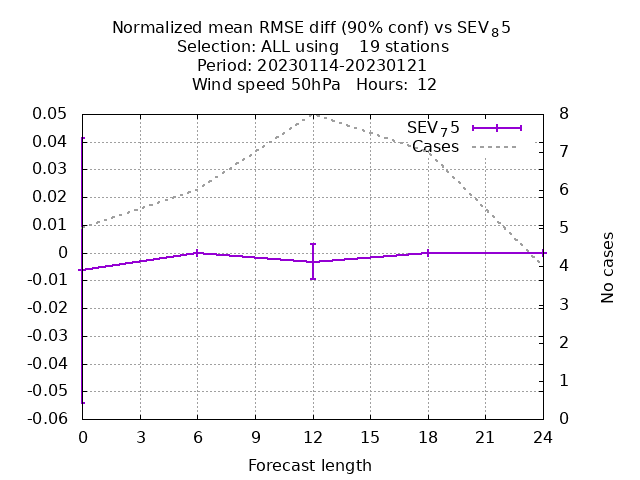 Normalized mean RMSE diff (90% conf) vs SEV₈5
Selection: ALL using 19 stations
Period: 20230114-20230121
Wind speed 50hPa Hours: 12
SEV₇5
Cases
0.05
0.04
0.03
0.02
0.01
0
-0.01
-0.02
-0.03
-0.04
-0.05
-0.06
8
7
6
5
4
3
2
1
0
No cases
0 3 6 9 12 15 18 21 24
Forecast length